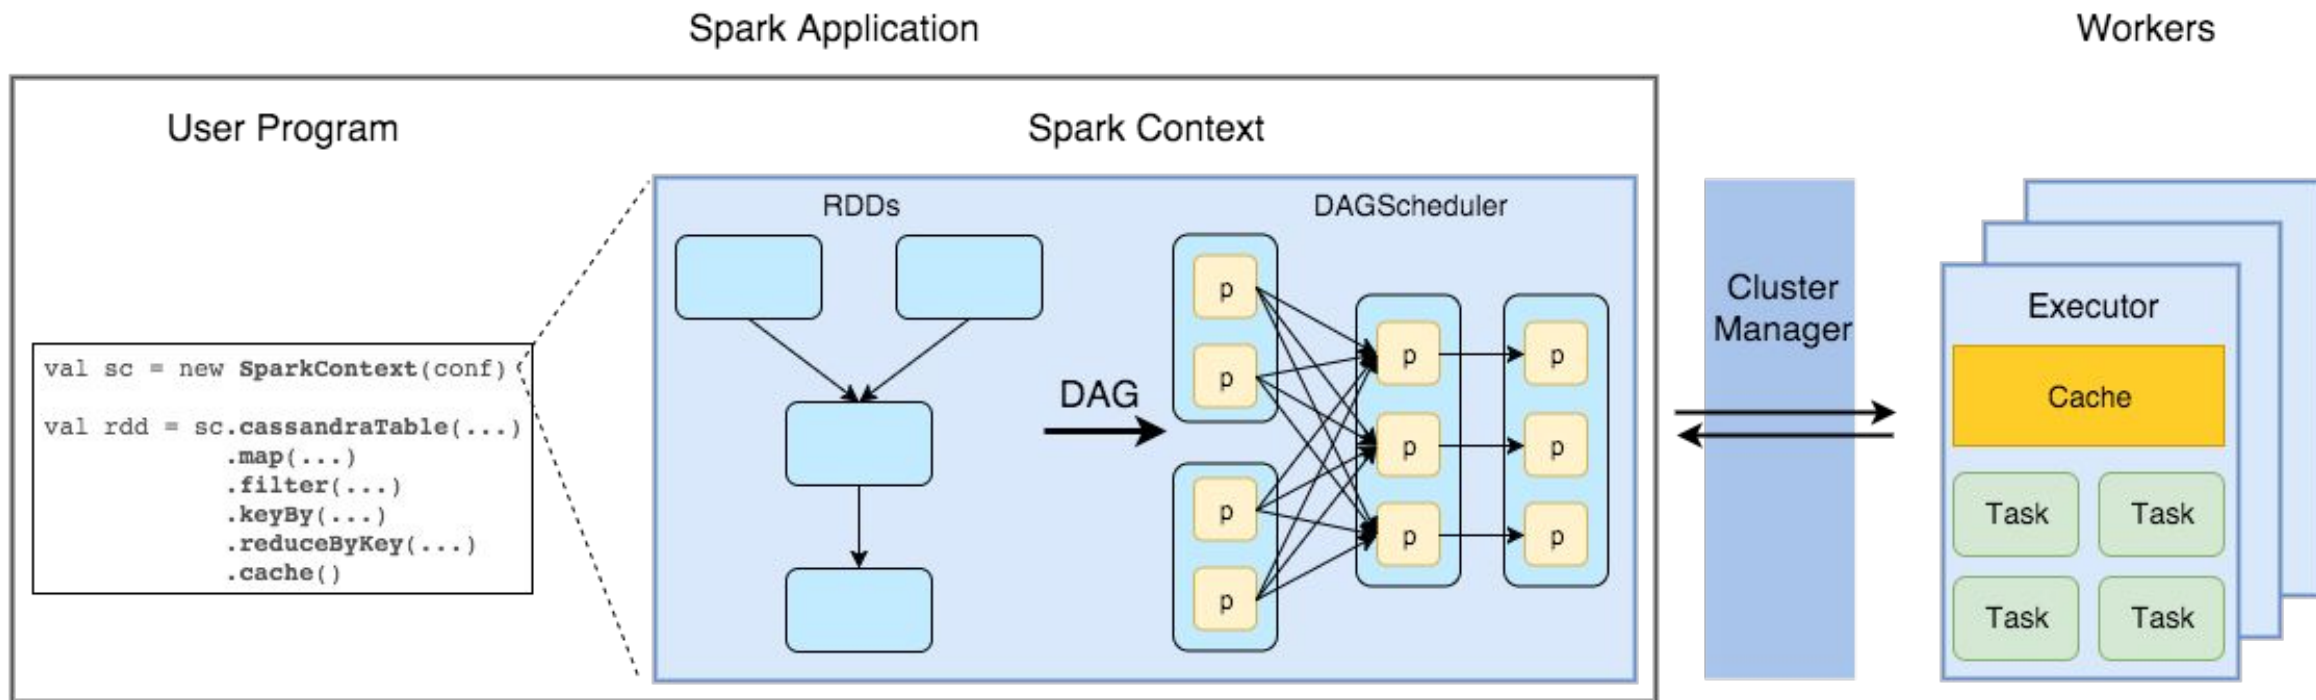 Spark Application
Workers
User Program
Spark Context
val sc = new SparkContext(conf)
val rdd = sc.cassandraTable(...)
.map(...)
.filter(...)
.keyBy(...)
.reduceByKey(...)
.cache()
RDDs
DAG
DAGScheduler
p
p
p
p
p
p
p
p
p
p
Cluster
Manager
Executor
Cache
Task Task
Task Task